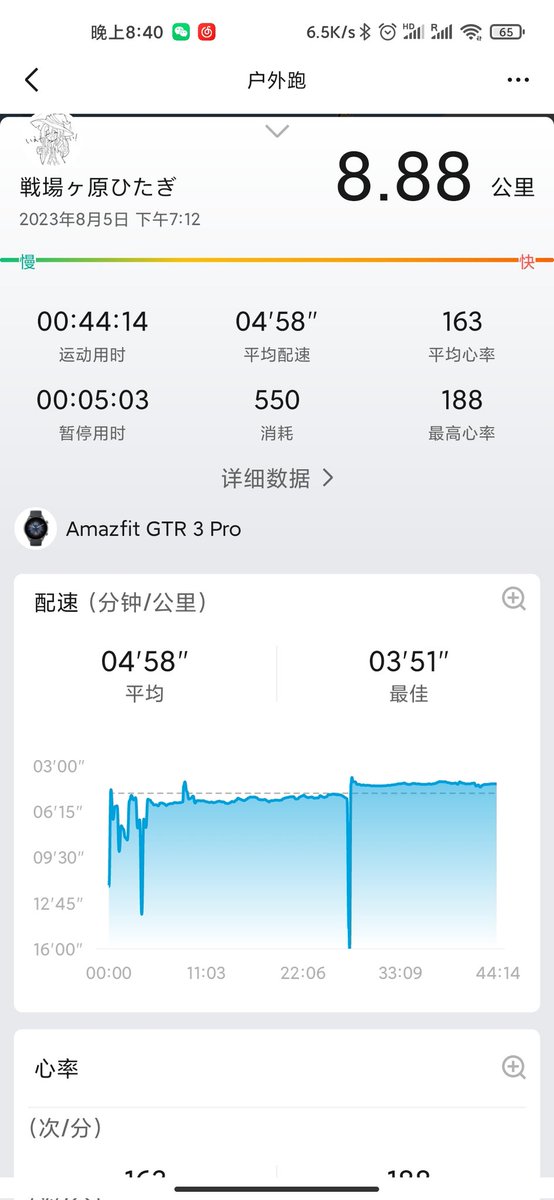 晚上8:40 6.5K/s HD R 65
户外跑
戦場ヶ原ひたぎ 8.88 公里
2023年8月5日 下午7:12
慢 快
00:44:14 04'58" 163
运动用时 平均配速 平均心率
00:05:03 550 188
暂停用时 消耗 最高心率
详细数据
Amazfit GTR 3 Pro
配速（分钟/公里）
04'58" 03'51"
平均 最佳
03'00"
06'15"
09'30"
12'45"
16'00"
00:00 11:03 22:06 33:09 44:14
心率
（次/分）